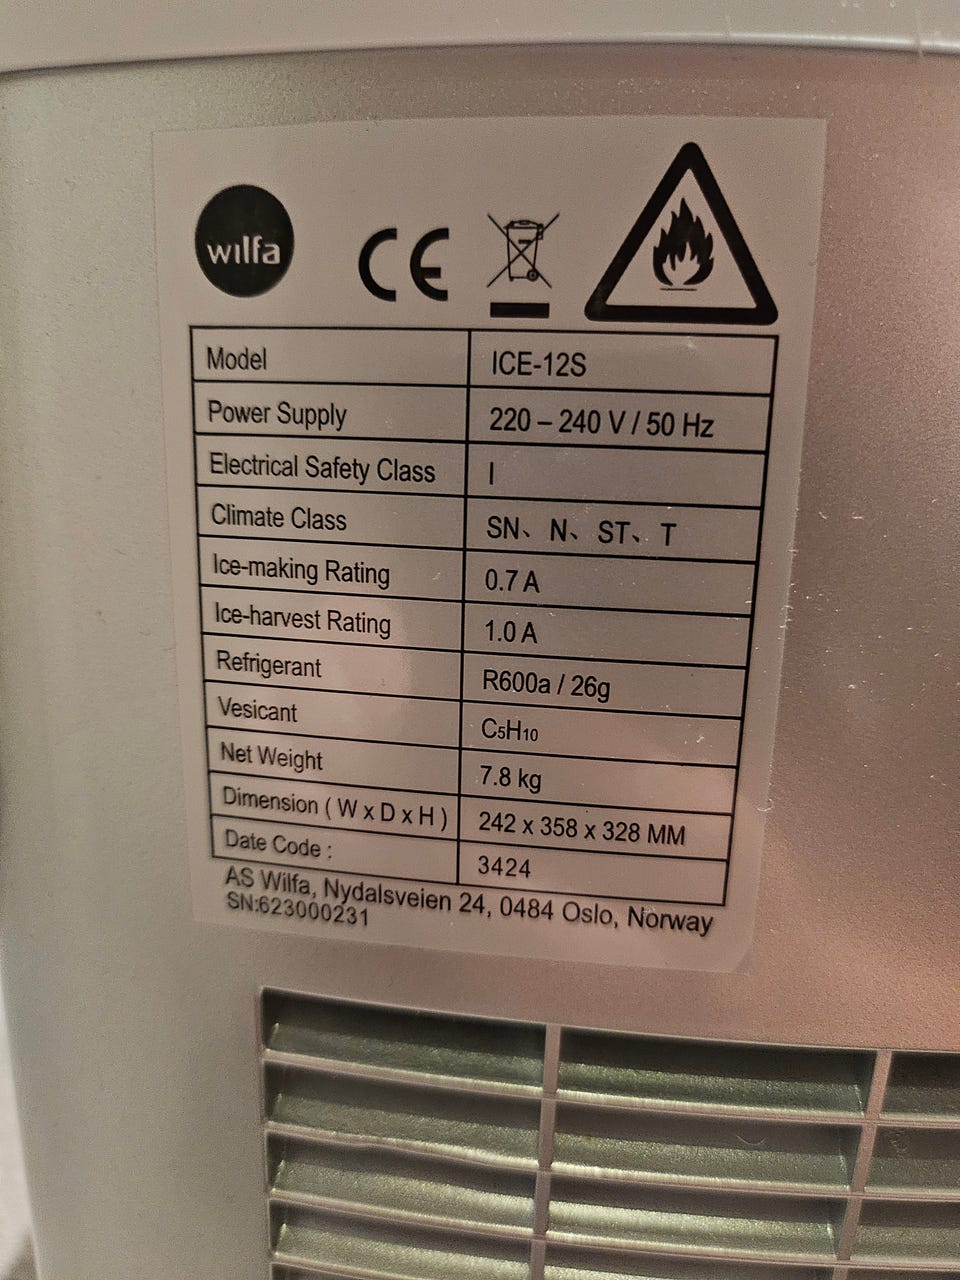 wilfa
CE
Model ICE-12S
Power Supply 220 – 240 V / 50 Hz
Electrical Safety Class I
Climate Class SN、 N、 ST、 T
Ice-making Rating 0.7 A
Ice-harvest Rating 1.0 A
Refrigerant R600a / 26g
Vesicant C₅H₁₀
Net Weight 7.8 kg
Dimension ( W x D x H ) 242 x 358 x 328 MM
Date Code : 3424
AS Wilfa, Nydalsveien 24, 0484 Oslo, Norway
SN:623000231